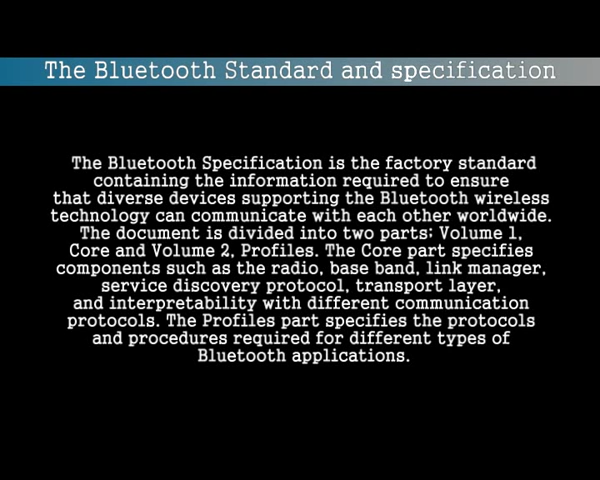 The Bluetooth Standard and specification
The Bluetooth Specification is the factory standard
containing the information required to ensure
that diverse devices supporting the Bluetooth wireless
technology can communicate with each other worldwide.
The document is divided into two parts: Volume 1,
Core and Volume 2, Profiles. The Core part specifies
components such as the radio, base band, link manager,
service discovery protocol, transport layer,
and interpretability with different communication
protocols. The Profiles part specifies the protocols
and procedures required for different types of
Bluetooth applications.